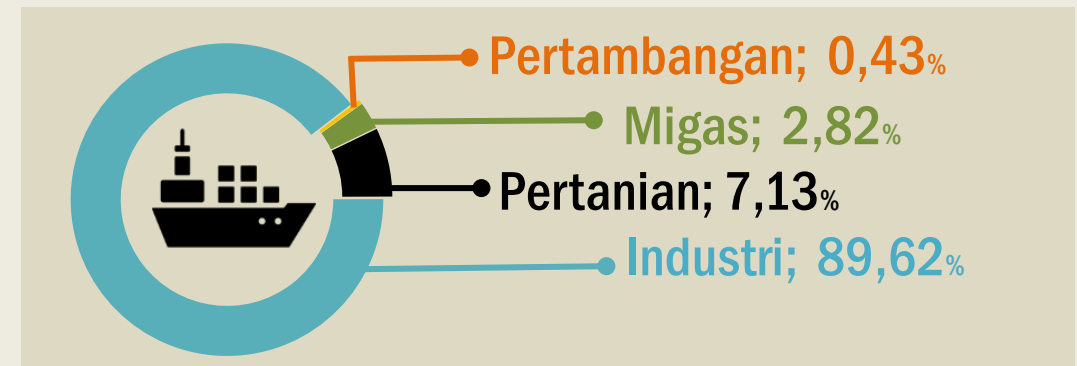 Pertambangan; 0,43%
Migas; 2,82%
Pertanian; 7,13%
Industri; 89,62%